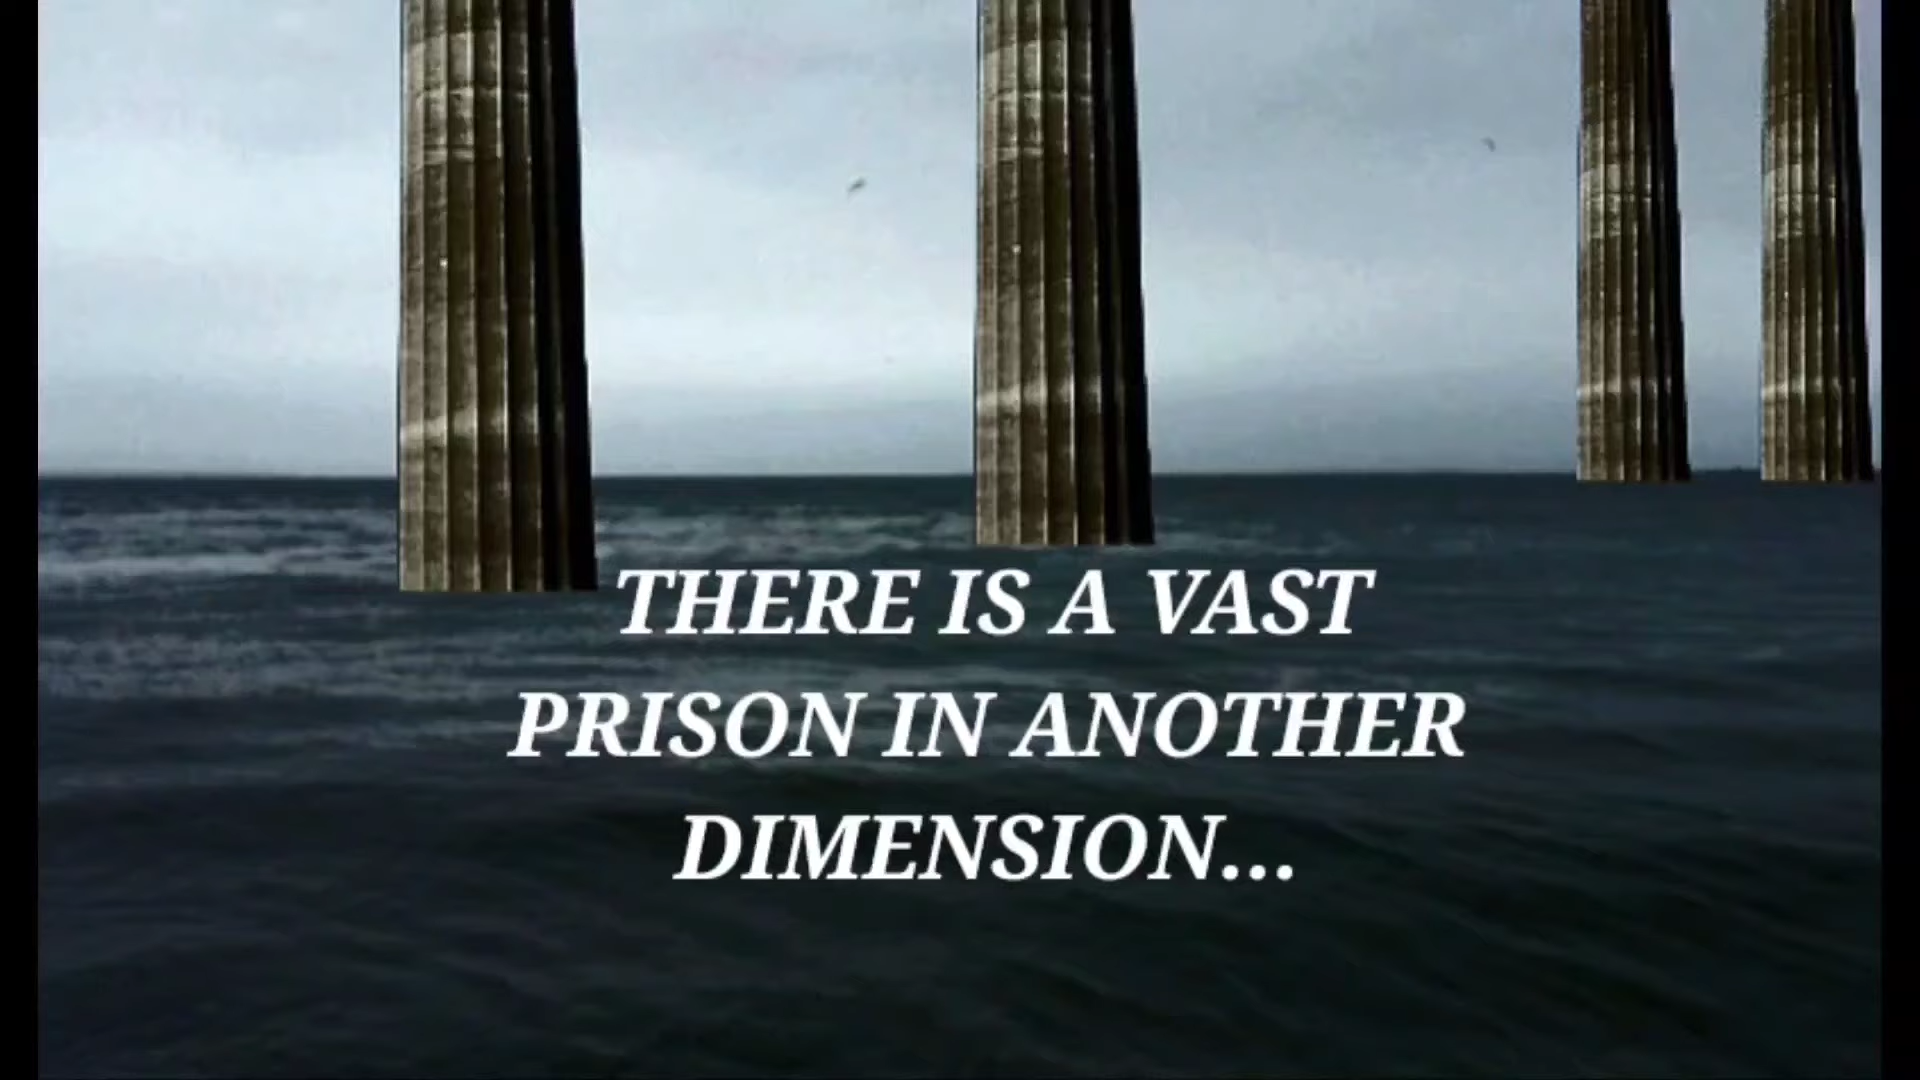 THERE IS A VAST
PRISON IN ANOTHER
DIMENSION...